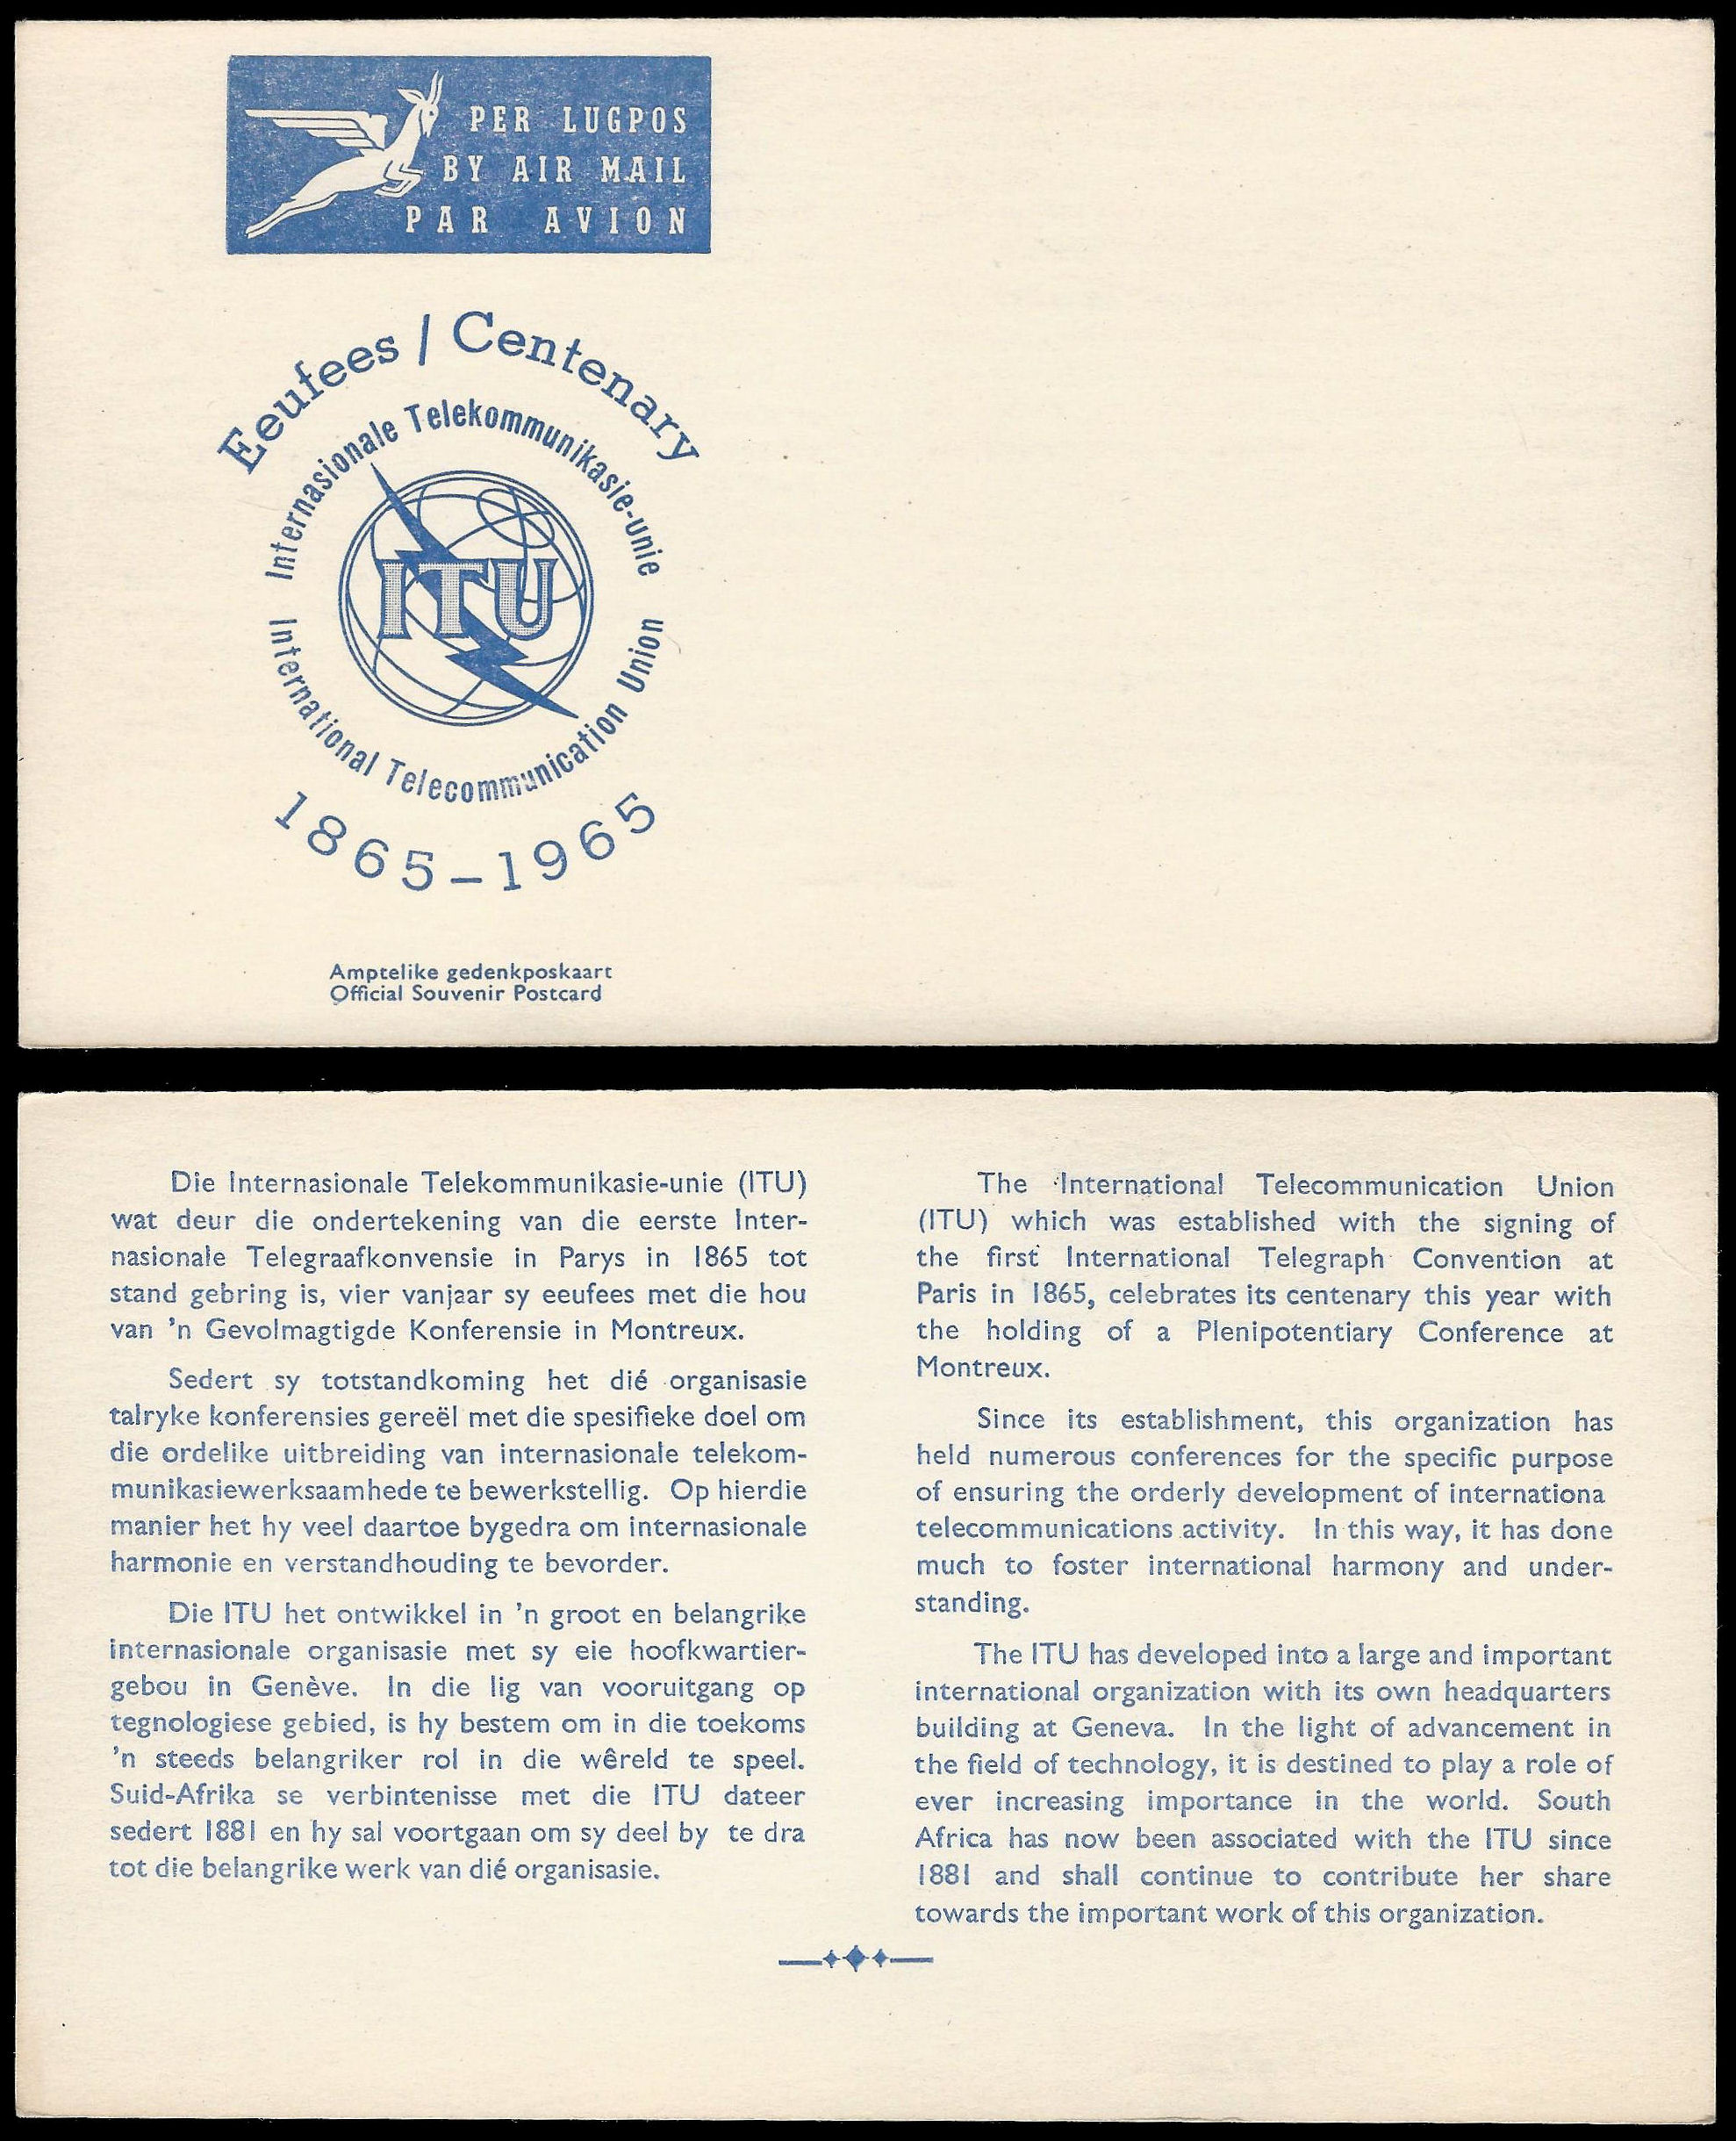 PER LUGPOS
BY AIR MAIL
PAR AVION
Eeufees / Centenary
Internasionale Telekommunikasie-unie
ITU
International Telecommunication Union
1865-1965
Amptelike gedenkposkaart
Official Souvenir Postcard
Die Internasionale Telekommunikasie-unie (ITU)
wat deur die ondertekening van die eerste Inter-
nasionale Telegraafkonvensie in Parys in 1865 tot
stand gebring is, vier vanjaar sy eeufees met die hou
van 'n Gevolmagtigde Konferensie in Montreux.
Sedert sy totstandkoming het dié organisasie
talryke konferensies gereël met die spesifieke doel om
die ordelike uitbreiding van internasionale telekom-
munikasiewerksaamhede te bewerkstellig. Op hierdie
manier het hy veel daartoe bygedra om internasionale
harmonie en verstandhouding te bevorder.
Die ITU het ontwikkel in 'n groot en belangrike
internasionale organisasie met sy eie hoofkwartier-
gebou in Genève. In die lig van vooruitgang op
tegnologiese gebied, is hy bestem om in die toekoms
'n steeds belangriker rol in die wêreld te speel.
Suid-Afrika se verbintenisse met die ITU dateer
sedert 1881 en hy sal voortgaan om sy deel by te dra
tot die belangrike werk van dié organisasie.
The International Telecommunication Union
(ITU) which was established with the signing of
the first International Telegraph Convention at
Paris in 1865, celebrates its centenary this year with
the holding of a Plenipotentiary Conference at
Montreux.
Since its establishment, this organization has
held numerous conferences for the specific purpose
of ensuring the orderly development of internationa
telecommunications activity. In this way, it has done
much to foster international harmony and under-
standing.
The ITU has developed into a large and important
international organization with its own headquarters
building at Geneva. In the light of advancement in
the field of technology, it is destined to play a role of
ever increasing importance in the world. South
Africa has now been associated with the ITU since
1881 and shall continue to contribute her share
towards the important work of this organization.